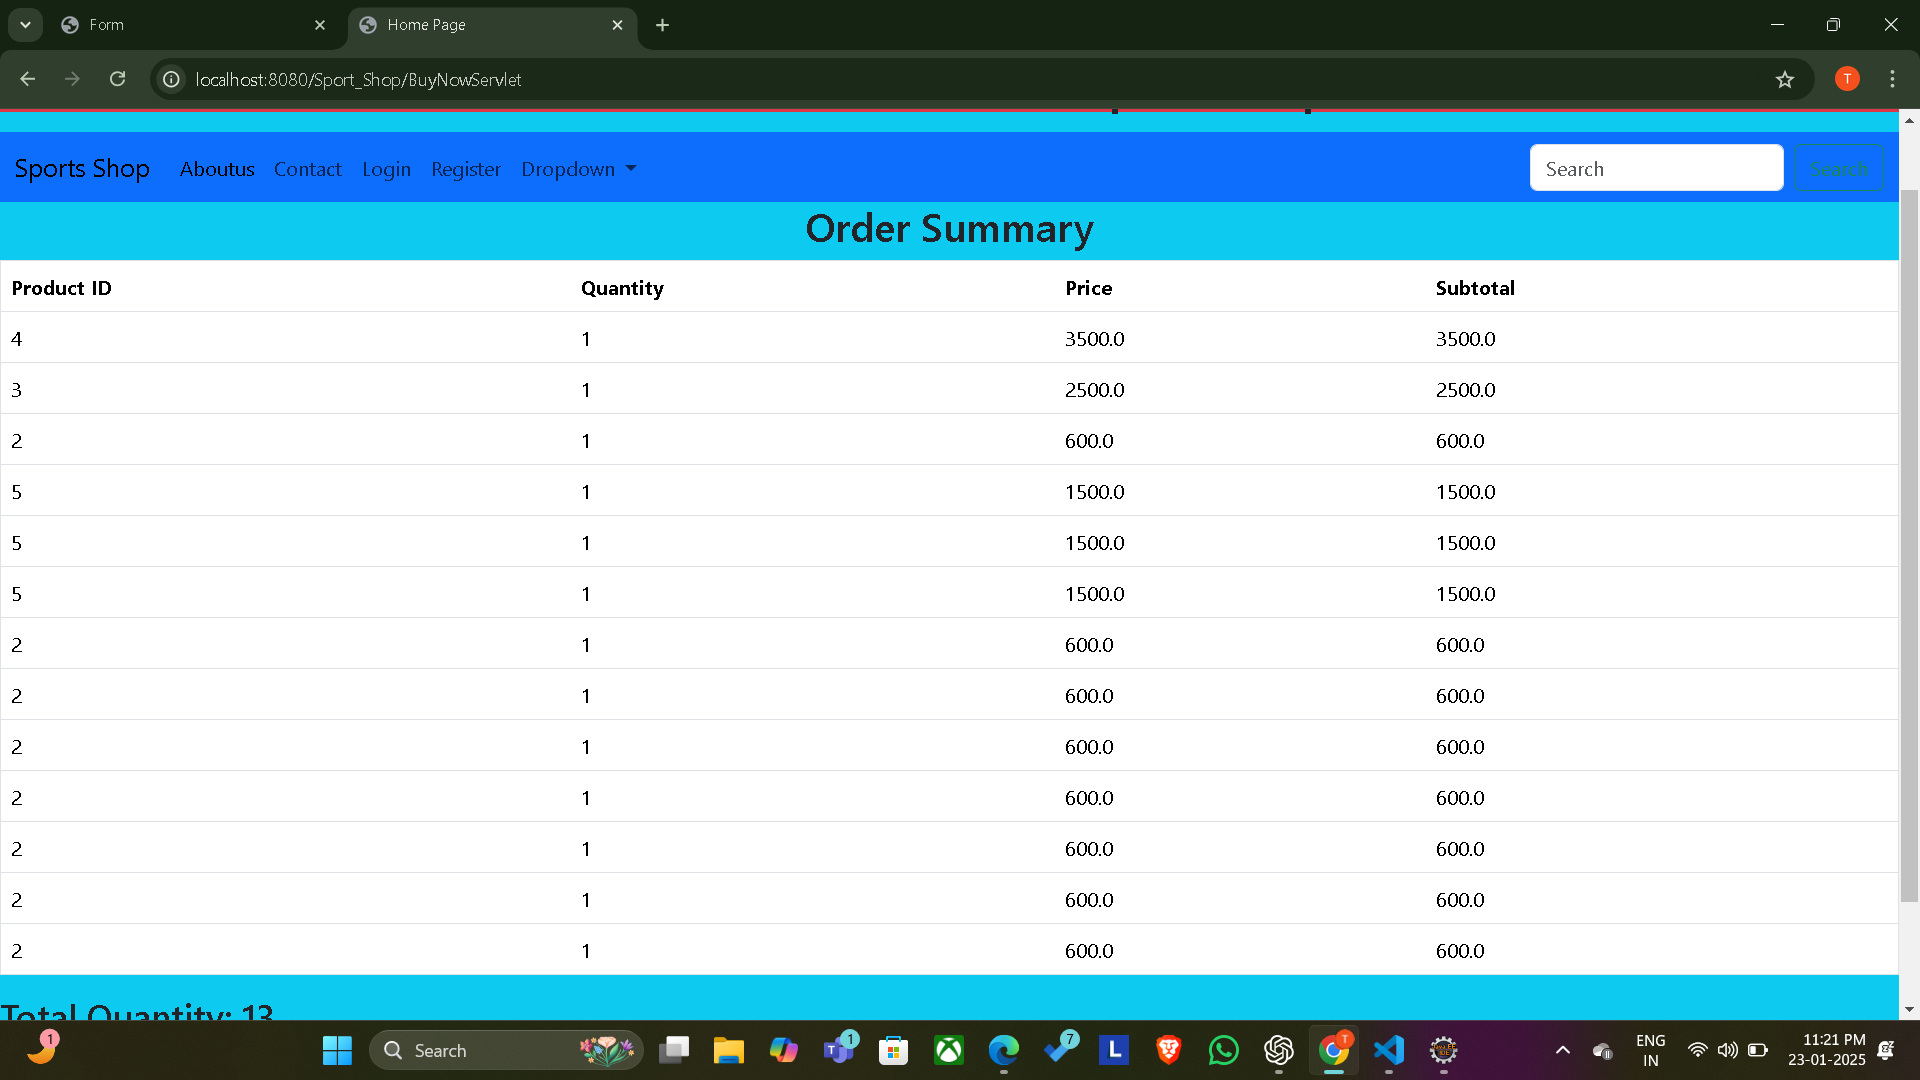 Form
Home Page
localhost:8080/Sport_Shop/BuyNowServlet
T
Sports Shop Aboutus Contact Login Register Dropdown Search Search
Order Summary
Product ID Quantity Price Subtotal
4 1 3500.0 3500.0
3 1 2500.0 2500.0
2 1 600.0 600.0
5 1 1500.0 1500.0
5 1 1500.0 1500.0
5 1 1500.0 1500.0
2 1 600.0 600.0
2 1 600.0 600.0
2 1 600.0 600.0
2 1 600.0 600.0
2 1 600.0 600.0
2 1 600.0 600.0
2 1 600.0 600.0
Total Quantity: 13
1
Search
1
7
T
ENG
IN
11:21 PM
23-01-2025